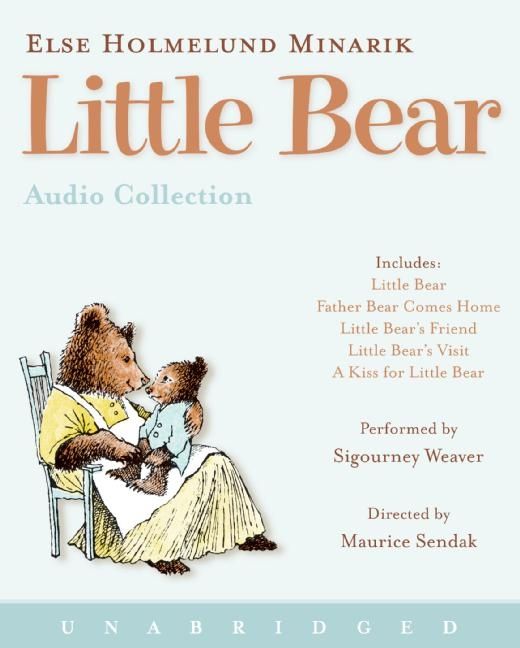 ELSE HOLMELUND MINARIK
Little Bear
Audio Collection
Includes:
Little Bear
Father Bear Comes Home
Little Bear's Friend
Little Bear's Visit
A Kiss for Little Bear
Performed by
Sigourney Weaver
Directed by
Maurice Sendak
UNABRIDGED